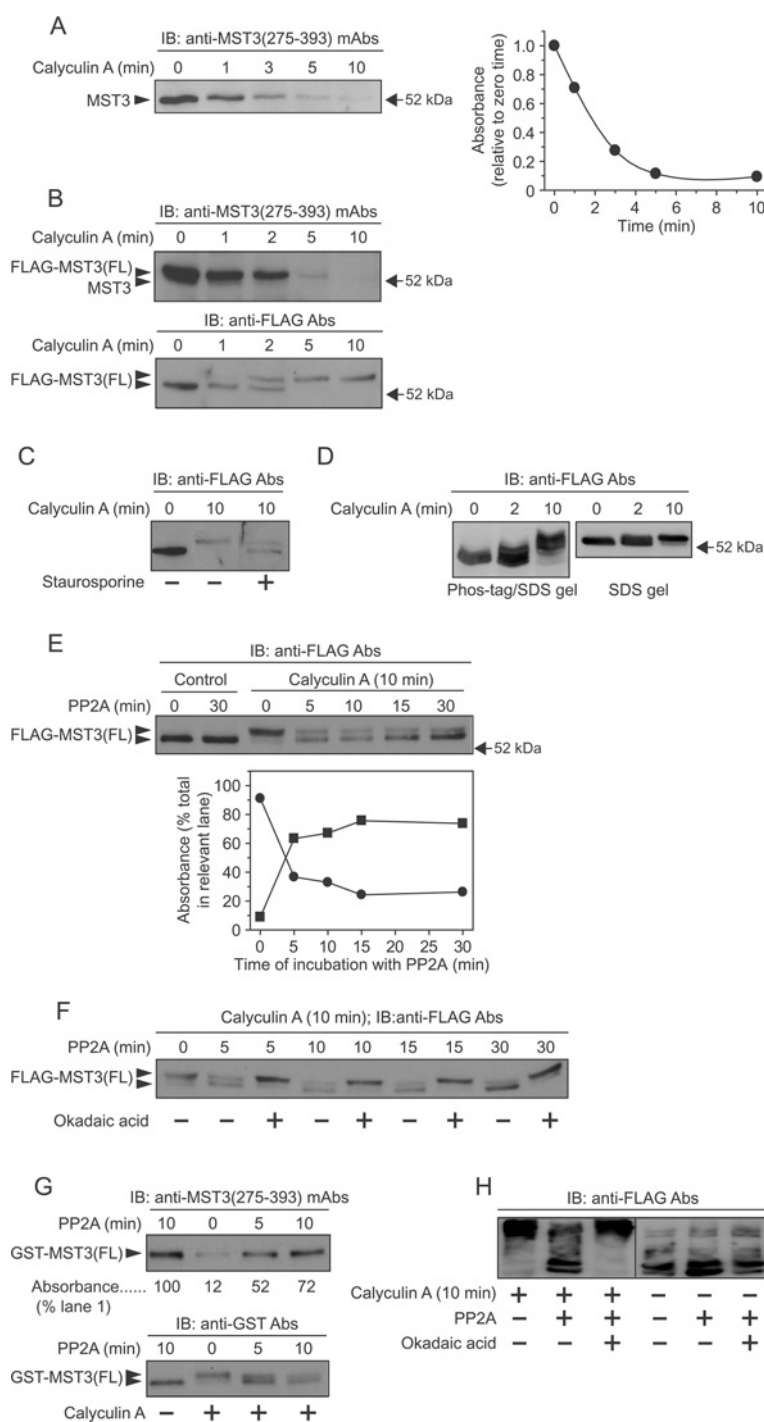 A
IB: anti-MST3(275-393) mAbs
Calyculin A (min) 0 1 3 5 10
MST3 52 kDa
Absorbance
(relative to zero time)
1.0
0.8
0.6
0.4
0.2
0
0 2 4 6 8 10
Time (min)
B
IB: anti-MST3(275-393) mAbs
Calyculin A (min) 0 1 2 5 10
FLAG-MST3(FL)
MST3 52 kDa
IB: anti-FLAG Abs
Calyculin A (min) 0 1 2 5 10
FLAG-MST3(FL)
52 kDa
C
IB: anti-FLAG Abs
Calyculin A (min) 0 10 10
Staurosporine − − +
D
IB: anti-FLAG Abs
Calyculin A (min) 0 2 10 0 2 10
52 kDa
Phos-tag/SDS gel SDS gel
E
IB: anti-FLAG Abs
Control Calyculin A (10 min)
PP2A (min) 0 30 0 5 10 15 30
FLAG-MST3(FL)
52 kDa
Absorbance (% total
in relevant lane)
100
80
60
40
20
0
0 5 10 15 20 25 30
Time of incubation with PP2A (min)
F
Calyculin A (10 min); IB:anti-FLAG Abs
PP2A (min) 0 5 5 10 10 15 15 30 30
FLAG-MST3(FL)
Okadaic acid − − + − + − + − +
G
IB: anti-MST3(275-393) mAbs
PP2A (min) 10 0 5 10
GST-MST3(FL)
Absorbance...... 100 12 52 72
(% lane 1)
IB: anti-GST Abs
PP2A (min) 10 0 5 10
GST-MST3(FL)
Calyculin A − + + +
H
IB: anti-FLAG Abs
Calyculin A (10 min) + + + − − −
PP2A − + + − + +
Okadaic acid − − + − − +